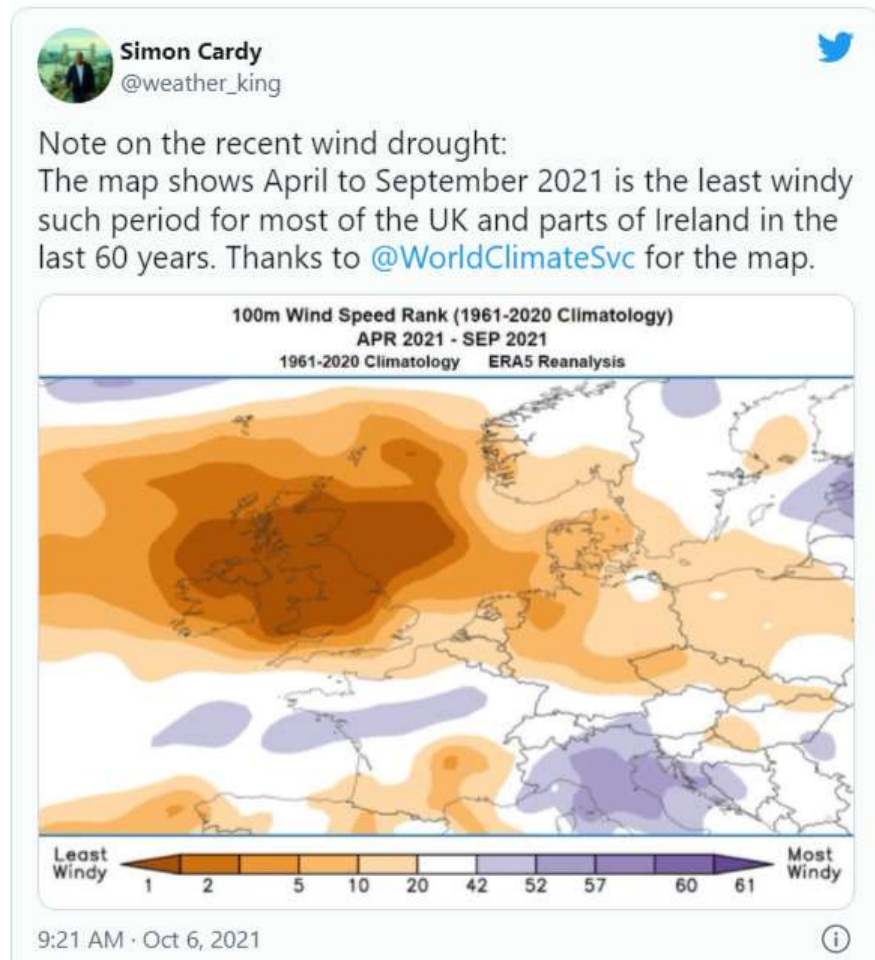 Simon Cardy
@weather_king
Note on the recent wind drought:
The map shows April to September 2021 is the least windy
such period for most of the UK and parts of Ireland in the
last 60 years. Thanks to @WorldClimateSvc for the map.
100m Wind Speed Rank (1961-2020 Climatology)
APR 2021 - SEP 2021
1961-2020 Climatology ERA5 Reanalysis
Least
Windy
Most
Windy
1 2 5 10 20 42 52 57 60 61
9:21 AM · Oct 6, 2021